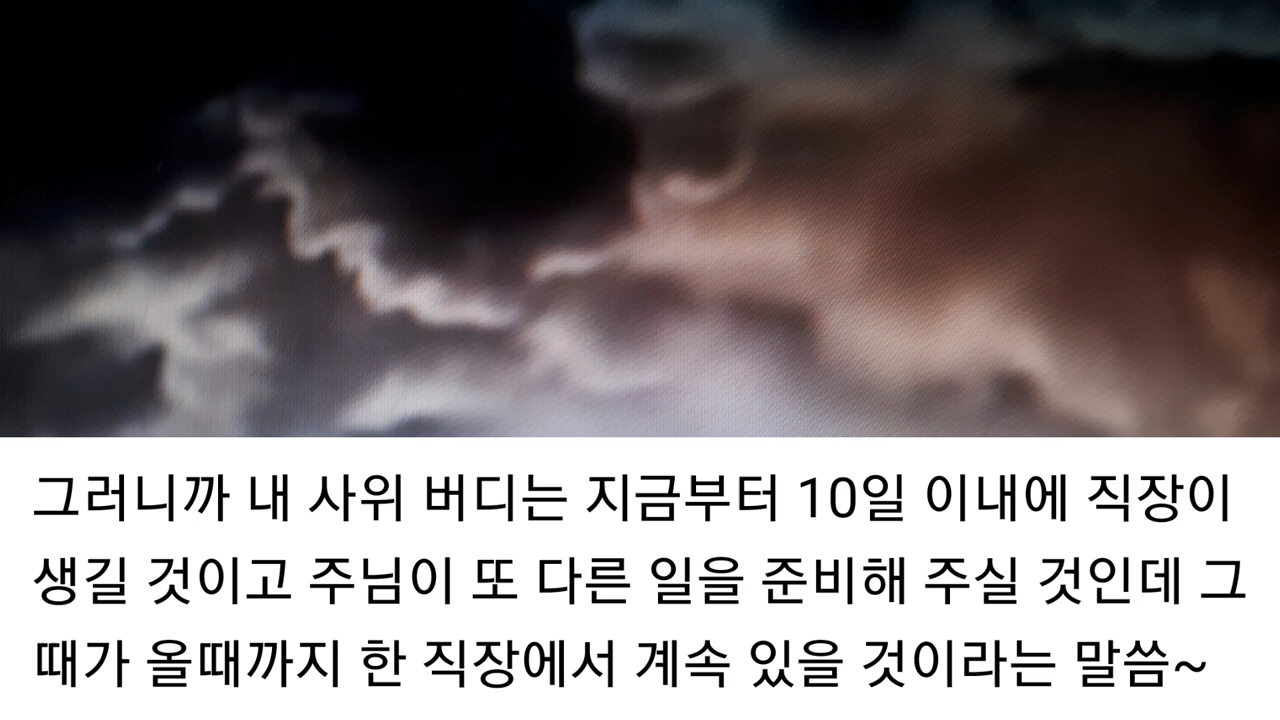 그러니까 내 사위 버디는 지금부터 10일 이내에 직장이
생길 것이고 주님이 또 다른 일을 준비해 주실 것인데 그
때가 올때까지 한 직장에서 계속 있을 것이라는 말씀~